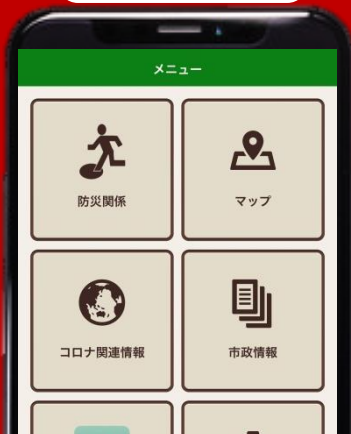 メニュー
防災関係
マップ
コロナ関連情報
市政情報